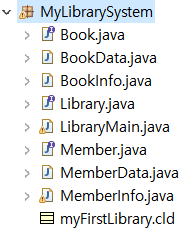 MyLibrarySystem
Book.java
BookData.java
BookInfo.java
Library.java
LibraryMain.java
Member.java
MemberData.java
MemberInfo.java
myFirstLibrary.cld